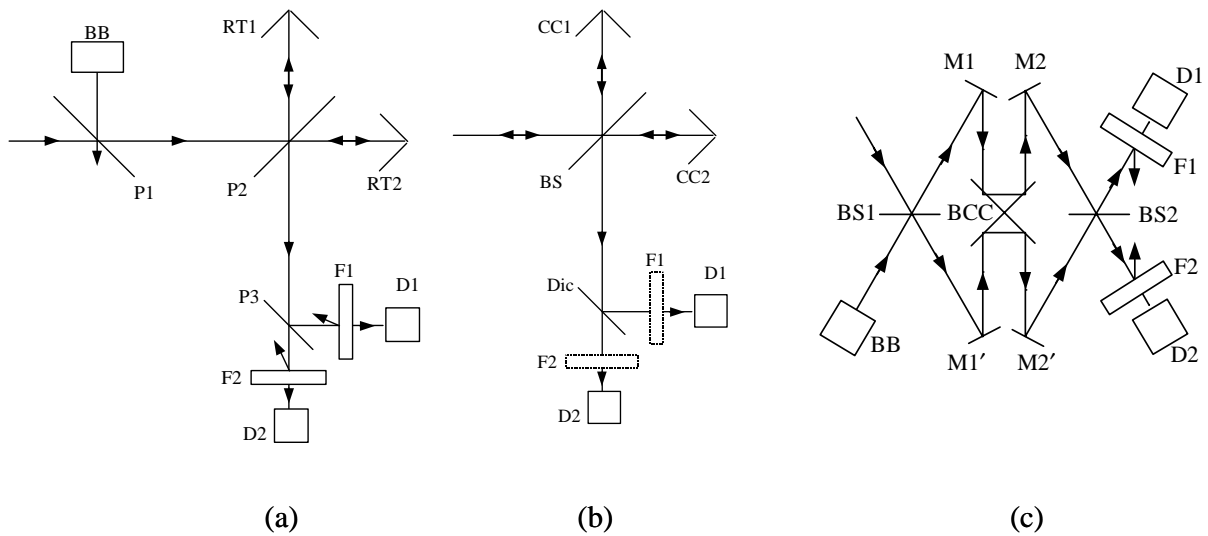 BB
P1
RT1
P2
RT2
P3
F1
D1
F2
D2
(a)
CC1
BS
CC2
Dic
F1
D1
F2
D2
(b)
M1
M2
D1
F1
BS1
BCC
BS2
F2
BB
M1′
M2′
D2
(c)